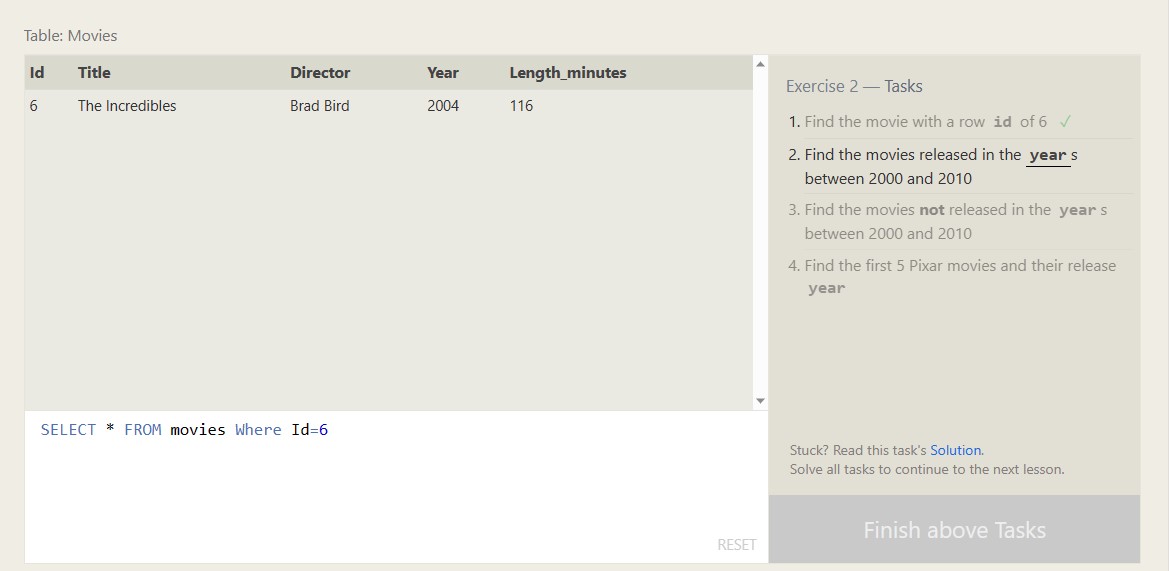 Table: Movies
Id Title Director Year Length_minutes
6 The Incredibles Brad Bird 2004 116
SELECT * FROM movies Where Id=6
RESET
Exercise 2 — Tasks
1. Find the movie with a row id of 6 ✓
2. Find the movies released in the year s
between 2000 and 2010
3. Find the movies not released in the year s
between 2000 and 2010
4. Find the first 5 Pixar movies and their release
year
Stuck? Read this task's Solution.
Solve all tasks to continue to the next lesson.
Finish above Tasks